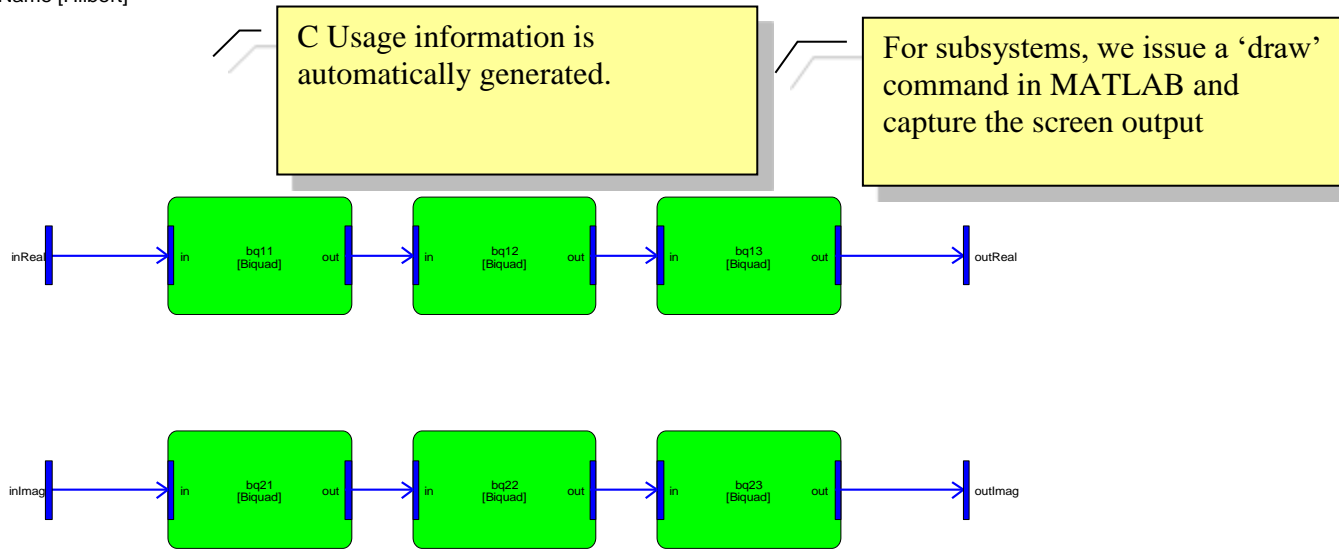 C Usage information is
automatically generated.
For subsystems, we issue a ‘draw’
command in MATLAB and
capture the screen output
inReal
in
bq11
[Biquad]
out
in
bq12
[Biquad]
out
in
bq13
[Biquad]
out
outReal
inImag
in
bq21
[Biquad]
out
in
bq22
[Biquad]
out
in
bq23
[Biquad]
out
outImag